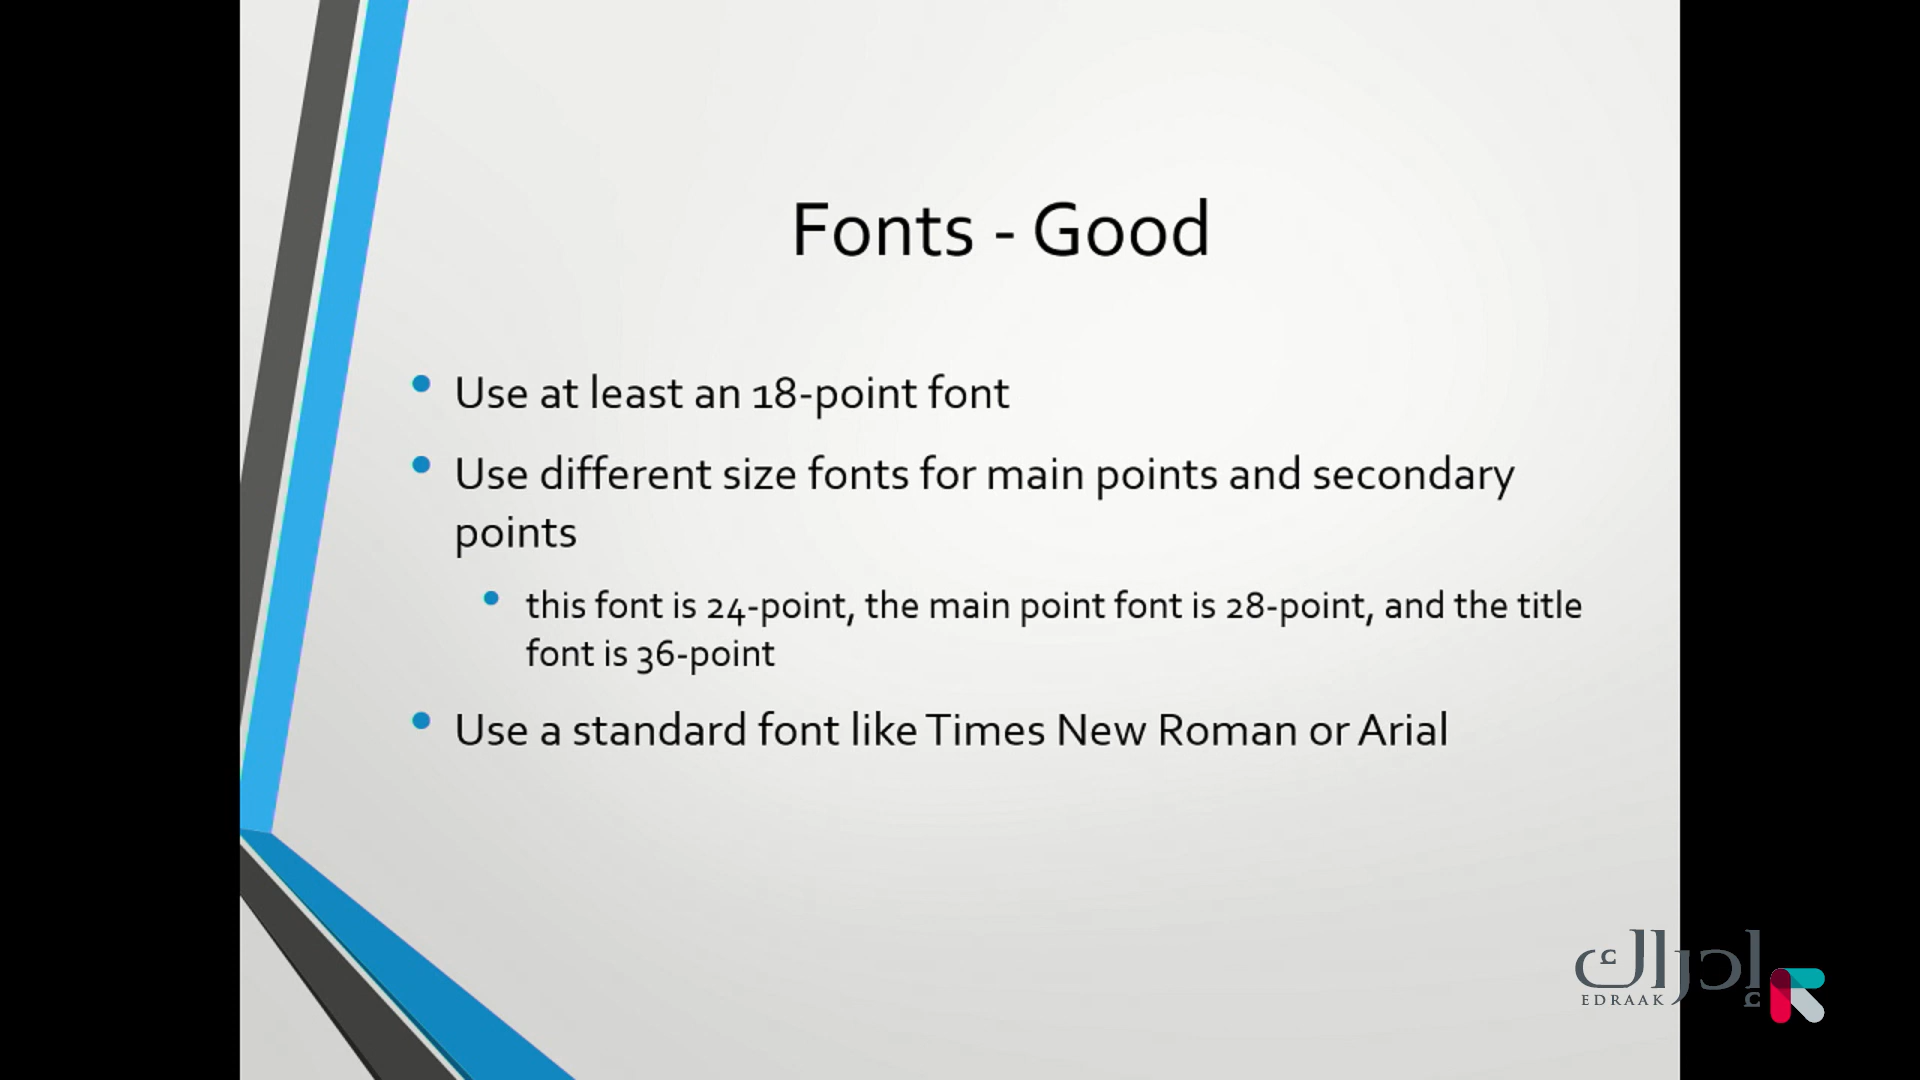 Fonts - Good
Use at least an 18-point font
Use different size fonts for main points and secondary
points
this font is 24-point, the main point font is 28-point, and the title
font is 36-point
Use a standard font like Times New Roman or Arial
إدراك
EDRAAK